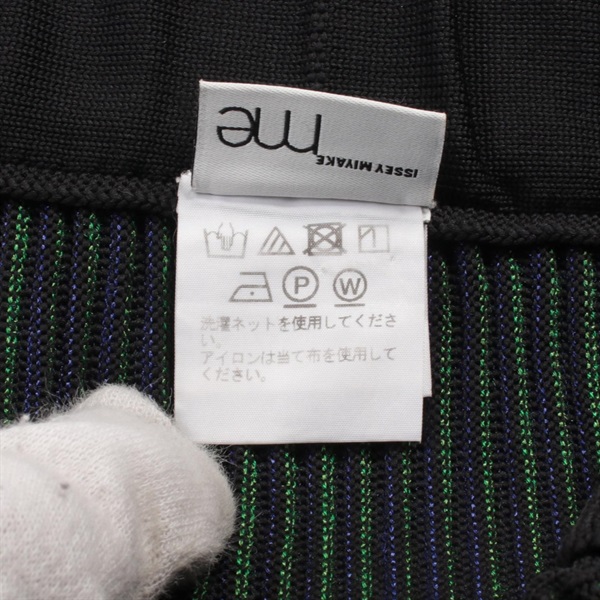 me
ISSEY MIYAKE
P W
洗濯ネットを使用してくださ
い。
アイロンは当て布を使用して
ください。